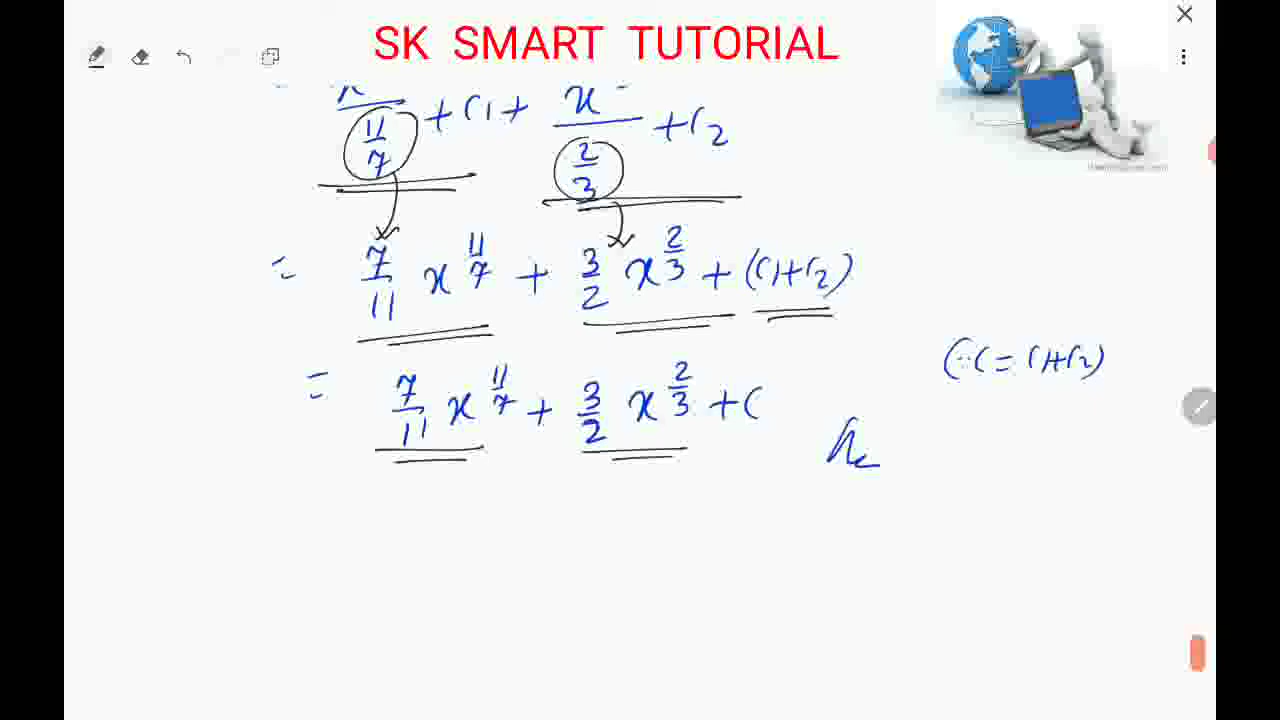 SK SMART TUTORIAL
x/(11/7) + C1 + x/(2/3) + C2
= 7/11 x^(11/7) + 3/2 x^(2/3) + (C1+C2)
(∵ C = C1+C2)
= 7/11 x^(11/7) + 3/2 x^(2/3) + C